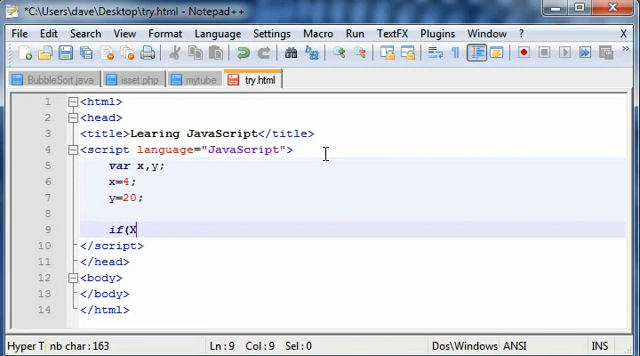 *C:\Users\dave\Desktop\try.html - Notepad++
File Edit Search View Format Language Settings Macro Run TextFX Plugins Window ? X
BubbleSort.java isset.php mytube try.html
1 <html>
2 <head>
3 <title>Learing JavaScript</title>
4 <script language="JavaScript">
5 var x,y;
6 x=4;
7 y=20;
8
9 if(X
10 </script>
11 </head>
12 <body>
13 </body>
14 </html>
Hyper T nb char : 163 Ln : 9 Col : 9 Sel : 0 Dos\Windows ANSI INS